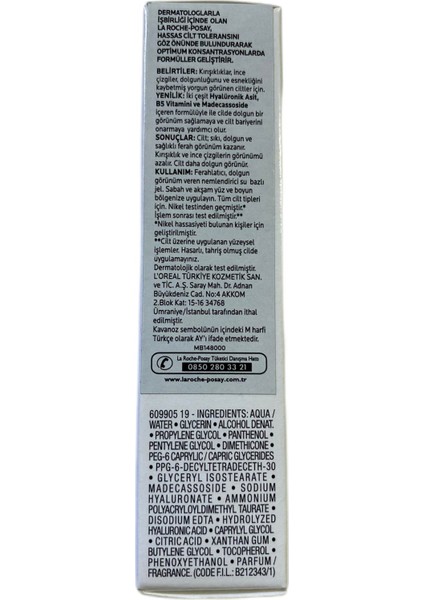 DERMATOLOGLARLA
İŞBİRLİĞİ İÇİNDE OLAN
LA ROCHE-POSAY,
HASSAS CİLT TOLERANSINI
GÖZ ÖNÜNDE BULUNDURARAK
OPTİMUM KONSANTRASYONLARDA
FORMÜLLER GELİŞTİRİR.
BELİRTİLER: Kırışıklıklar, ince
çizgiler, dolgunluğunu ve esnekliğini
kaybetmiş yorgun görünen ciltler için.
YENİLİK: İki çeşit Hyalüronik Asit,
B5 Vitamini ve Madecassoside
içeren formülüyle ile cilde dolgun bir
görünüm sağlamaya ve cilt bariyerini
onarmaya yardımcı olur.
SONUÇLAR: Cilt; sıkı, dolgun ve
sağlıklı ferah görünüm kazanır.
Kırışıklık ve ince çizgilerin görünümü
azalır. Cilt daha dolgun görünür.
KULLANIM: Ferahlatıcı, dolgun
görünüm veren nemlendirici su bazlı
jel. Sabah ve akşam yüz ve boyun
bölgenize uygulayın. Tüm cilt tipleri
için. Nikel testinden geçmiştir.*
İşlem sonrası test edilmiştir.**
*Nikel hassasiyeti bulunan kişiler için
geliştirilmiştir.
**Cilt üzerine uygulanan yüzeysel
işlemler. Hasarlı, tahriş olmuş cilde
uygulamayınız.
Dermatolojik olarak test edilmiştir.
L'OREAL TÜRKİYE KOZMETİK SAN.
ve TİC. A.Ş. Saray Mah. Dr. Adnan
Büyükdeniz Cad. No:4 AKKOM
2.Blok Kat: 15-16 34768
Ümraniye/İstanbul tarafından ithal
edilmiştir.
Kavanoz sembolünün içindeki M harfi
Türkçe olarak AY'ı ifade etmektedir.
MB148000
La Roche-Posay Tüketici Danışma Hattı
0850 280 33 21
www.laroche-posay.com.tr
609905 19 - INGREDIENTS: AQUA /
WATER • GLYCERIN • ALCOHOL DENAT.
• PROPYLENE GLYCOL • PANTHENOL •
PENTYLENE GLYCOL • DIMETHICONE •
PEG-6 CAPRYLIC / CAPRIC GLYCERIDES
• PPG-6-DECYLTETRADECETH-30
• GLYCERYL ISOSTEARATE •
MADECASSOSIDE • SODIUM
HYALURONATE • AMMONIUM
POLYACRYLOYLDIMETHYL TAURATE •
DISODIUM EDTA • HYDROLYZED
HYALURONIC ACID • CAPRYLYL GLYCOL
• CITRIC ACID • XANTHAN GUM •
BUTYLENE GLYCOL • TOCOPHEROL •
PHENOXYETHANOL • PARFUM /
FRAGRANCE. (CODE F.I.L.: B212343/1)